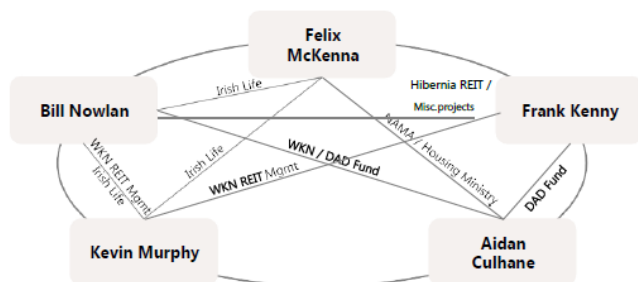 Felix
McKenna
Irish Life
Hibernia REIT /
Misc.projects
Bill Nowlan
Frank Kenny
NAMA / Housing Ministry
WKN / DAD Fund
Irish Life
WKN REIT Mgmt
Irish Life
WKN REIT Mgmt
DAD Fund
Kevin Murphy
Aidan
Culhane